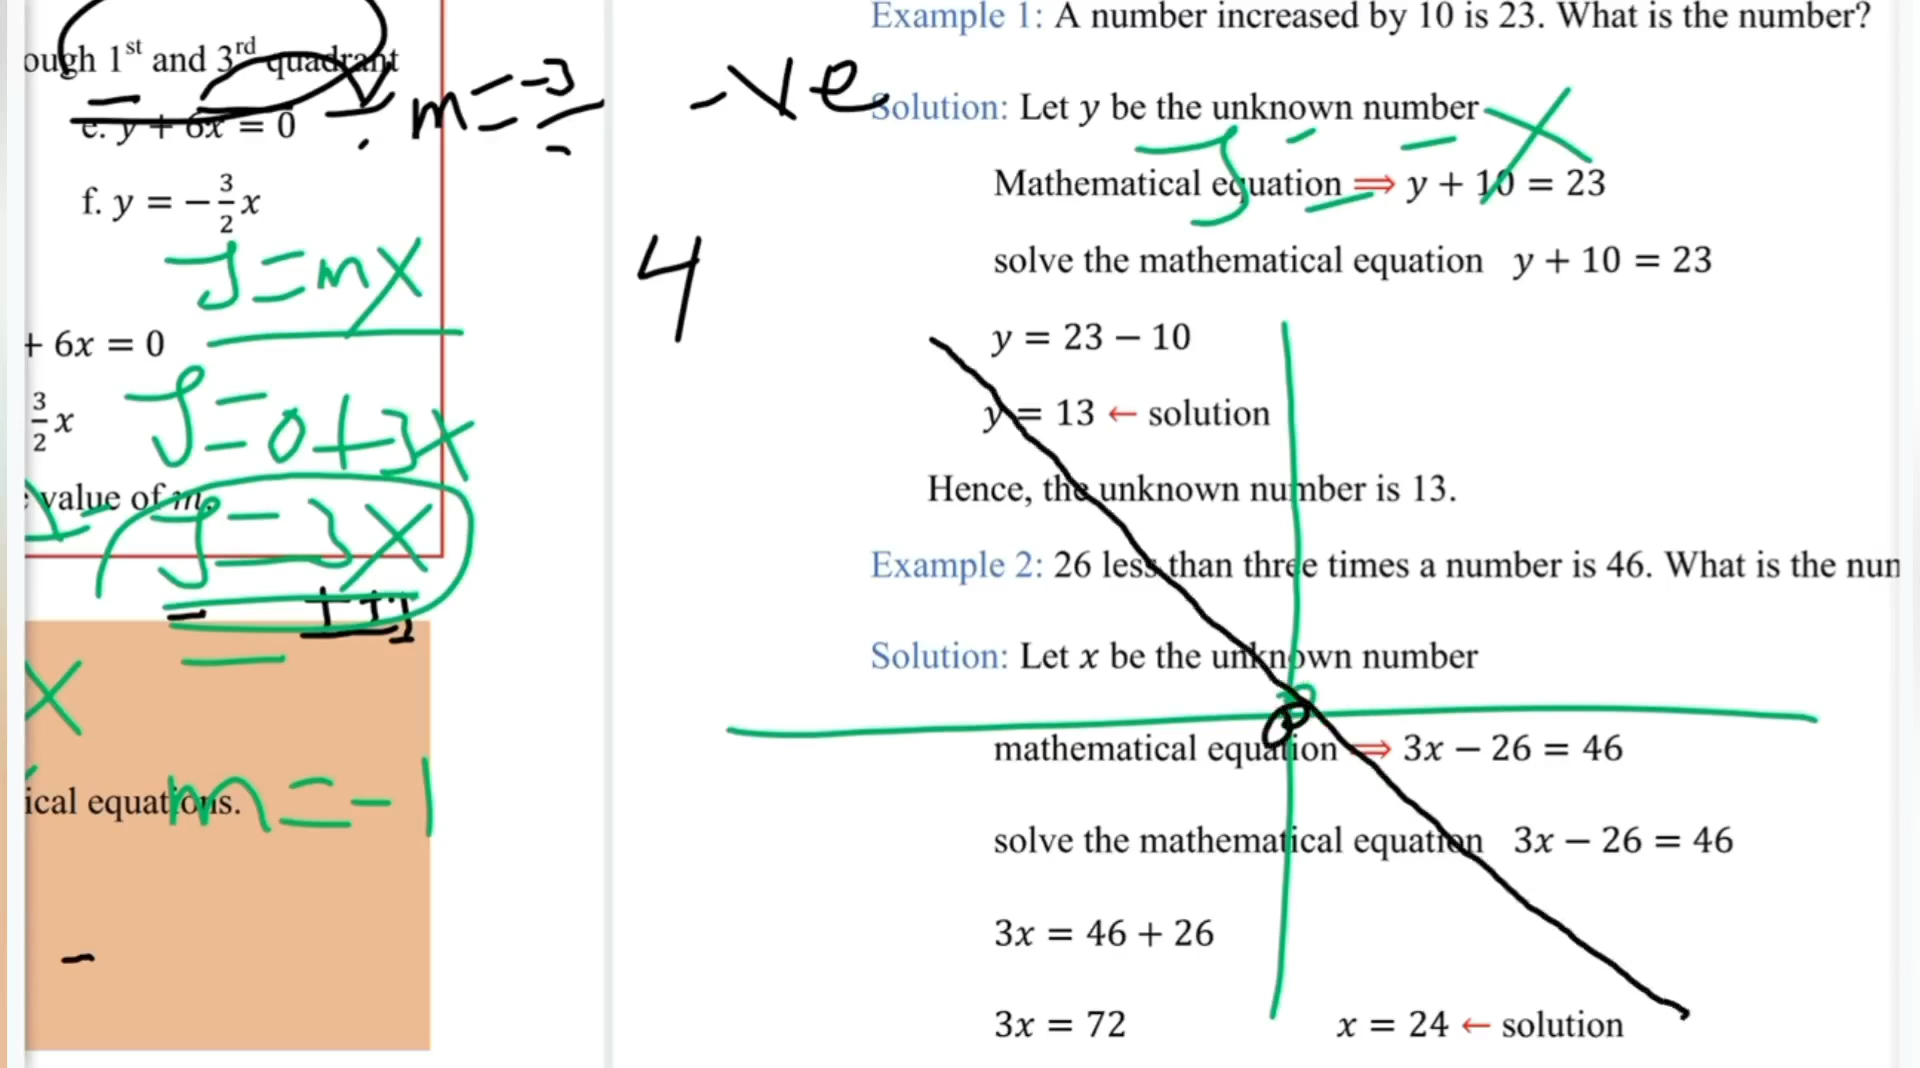 ough 1st and 3rd quadrant
e. y + 6x = 0
m = -3
f. y = −3/2 x
y = mx
+ 6x = 0
3/2 x
y = 0 + 3x
value of m.
y = 3x
x
ical equations.
m = -1
-ve
4
Example 1: A number increased by 10 is 23. What is the number?
Solution: Let y be the unknown number
y = -x
Mathematical equation ⟹ y + 10 = 23
solve the mathematical equation y + 10 = 23
y = 23 − 10
y = 13 ← solution
Hence, the unknown number is 13.
Example 2: 26 less than three times a number is 46. What is the num
Solution: Let x be the unknown number
mathematical equation ⟹ 3x − 26 = 46
solve the mathematical equation 3x − 26 = 46
3x = 46 + 26
3x = 72 x = 24 ← solution